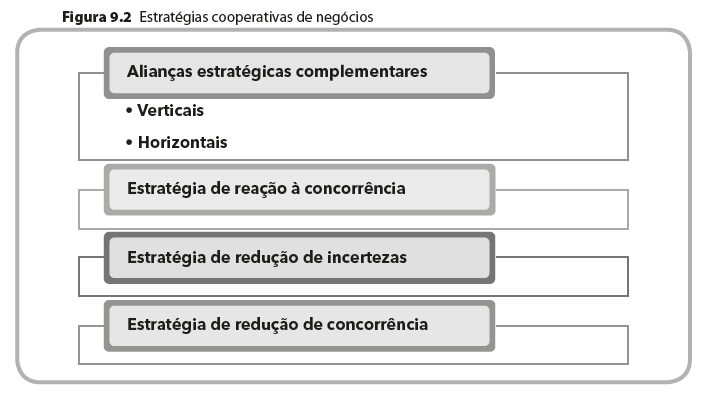 Figura 9.2 Estratégias cooperativas de negócios
Alianças estratégicas complementares
• Verticais
• Horizontais
Estratégia de reação à concorrência
Estratégia de redução de incertezas
Estratégia de redução de concorrência